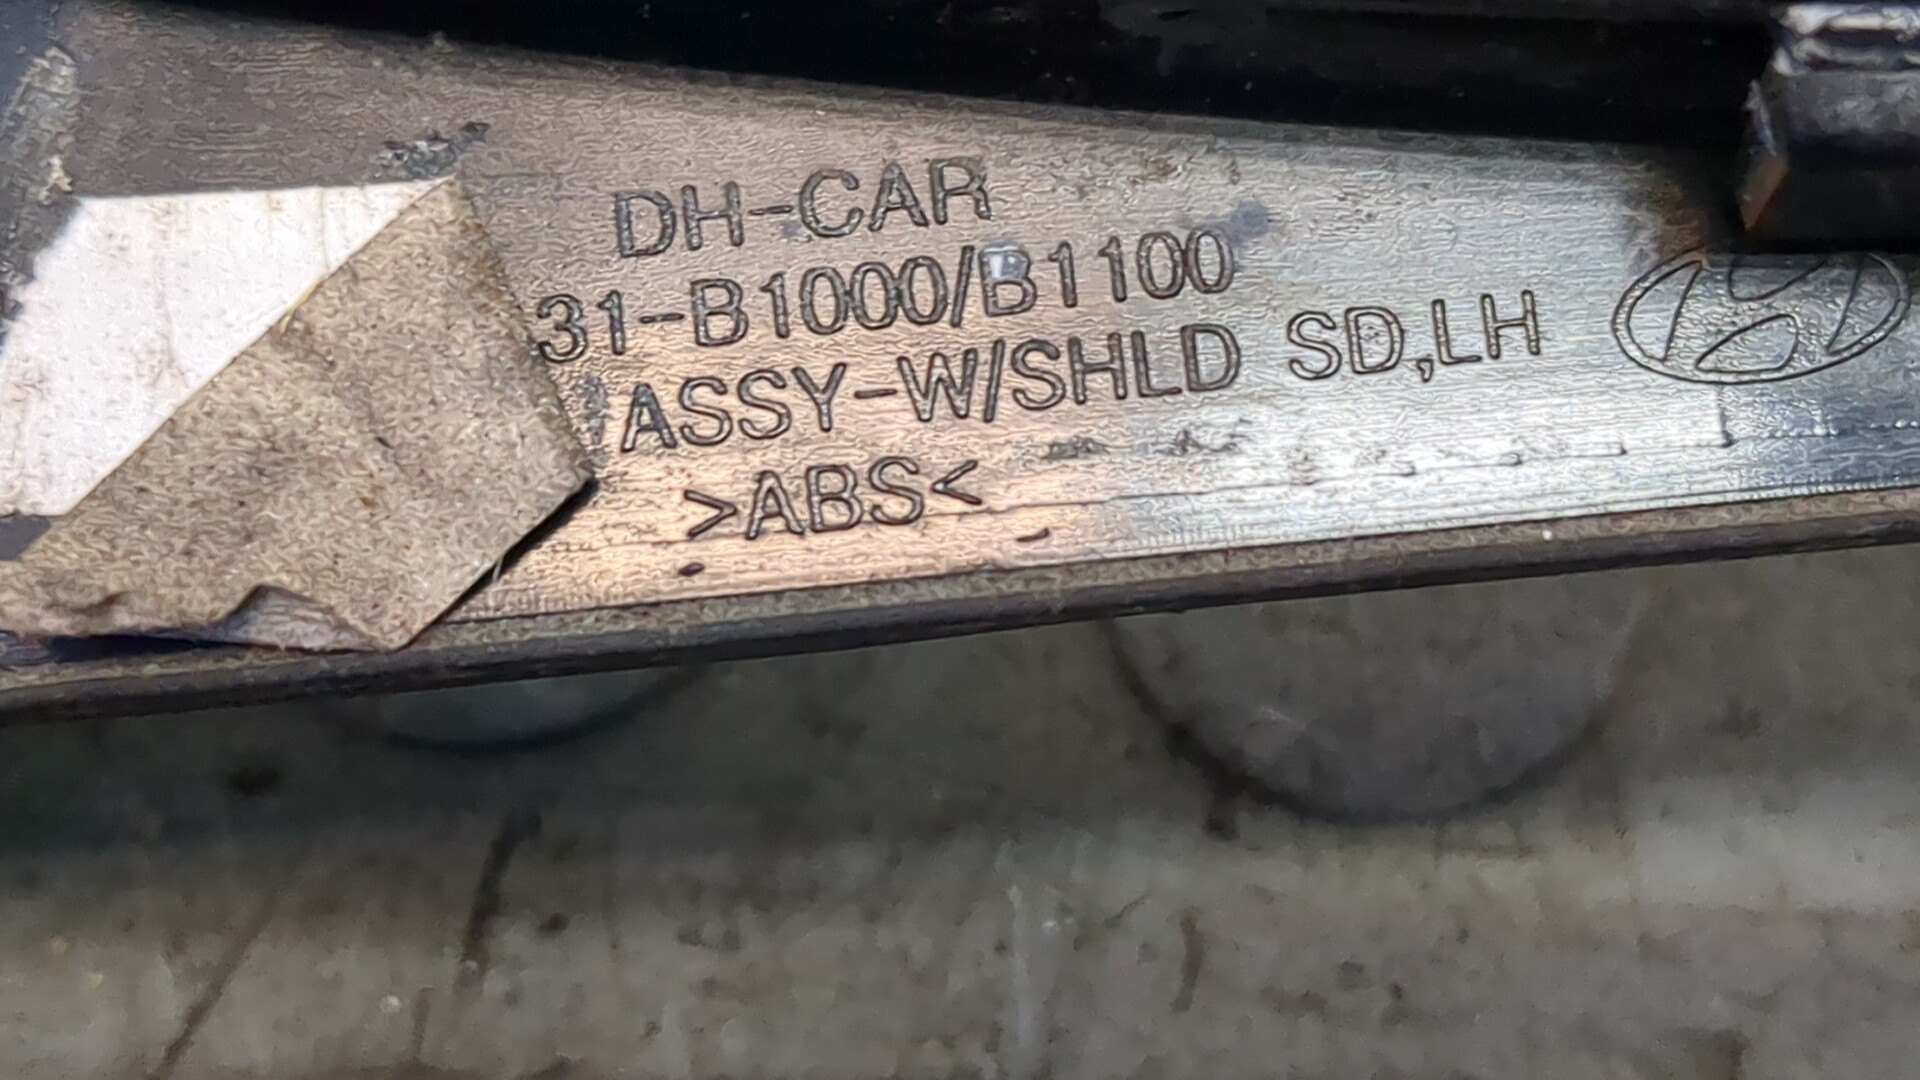 DH-CAR
31-B1000/B1100
ASSY-W/SHLD SD,LH
>ABS<